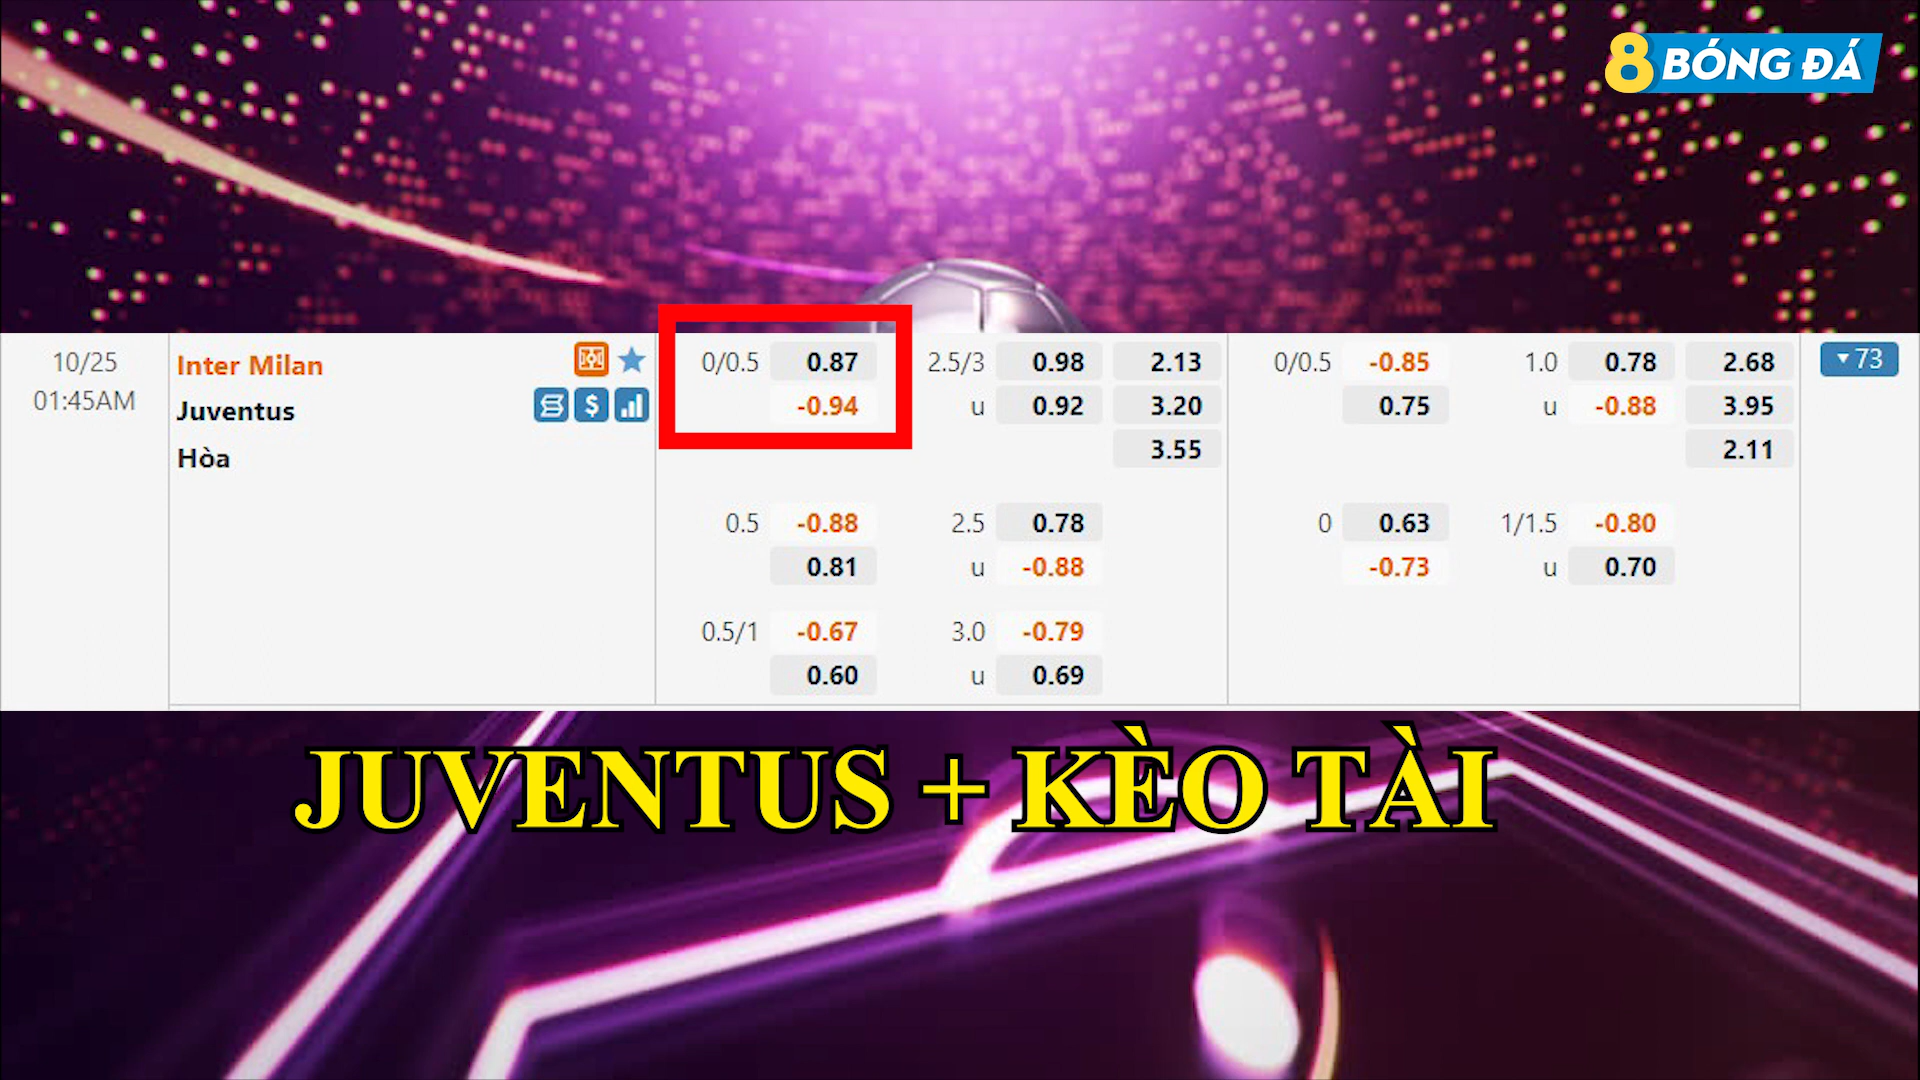 8 BÓNG ĐÁ
10/25 Inter Milan 0/0.5 0.87 2.5/3 0.98 2.13 0/0.5 -0.85 1.0 0.78 2.68 73
01:45AM Juventus $ -0.94 u 0.92 3.20 0.75 u -0.88 3.95
Hòa 3.55 2.11
0.5 -0.88 2.5 0.78 0 0.63 1/1.5 -0.80
0.81 u -0.88 -0.73 u 0.70
0.5/1 -0.67 3.0 -0.79
0.60 u 0.69
JUVENTUS + KÈO TÀI